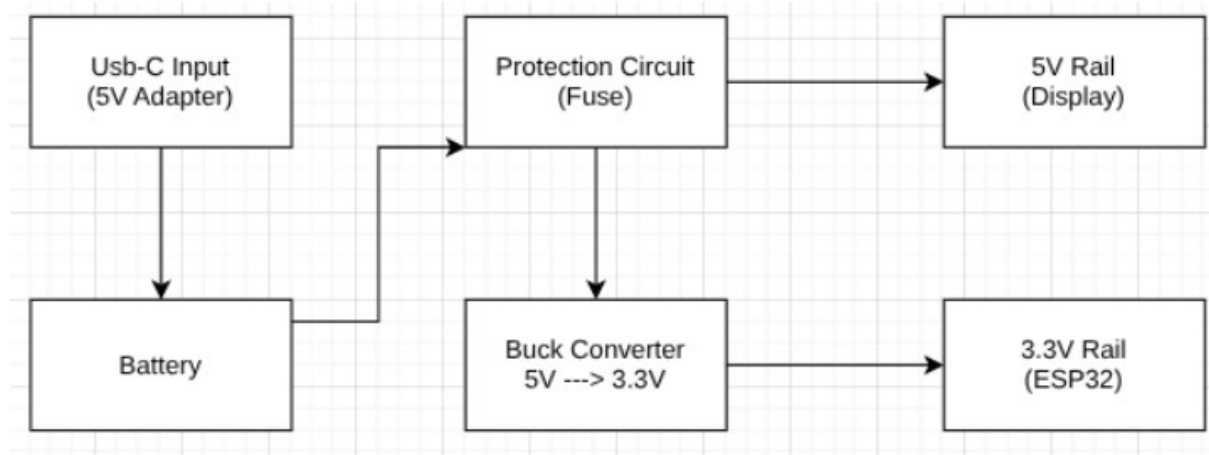 Usb-C Input
(5V Adapter)
Protection Circuit
(Fuse)
5V Rail
(Display)
Battery
Buck Converter
5V ---> 3.3V
3.3V Rail
(ESP32)